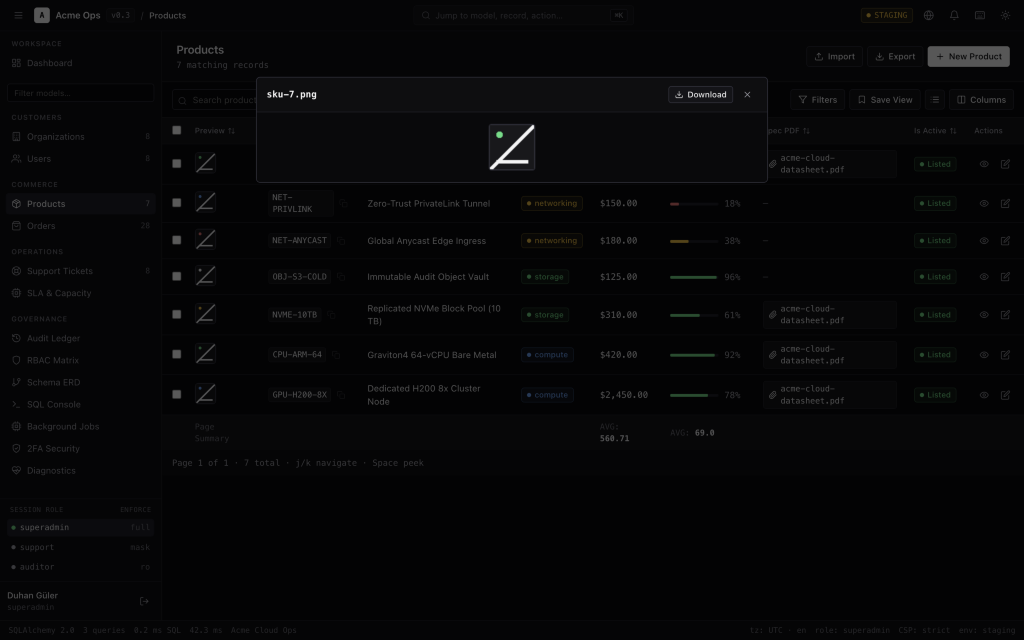 A Acme Ops v0.3 / Products
Jump to model, record, action... ⌘K
STAGING
WORKSPACE
Dashboard
Filter models...
CUSTOMERS
Organizations 8
Users 8
COMMERCE
Products 7
Orders 20
OPERATIONS
Support Tickets 8
SLA & Capacity
GOVERNANCE
Audit Ledger
RBAC Matrix
Schema ERD
SQL Console
Background Jobs
2FA Security
Diagnostics
SESSION ROLE ENFORCE
superadmin full
support mask
auditor ro
Duhan Güler
superadmin
Products
7 matching records
Import
Export
+ New Product
Search product
Filters
Save View
Columns
sku-7.png
Download
Preview
pec PDF
Is Active
Actions
acme-cloud-
datasheet.pdf
Listed
NET-
PRIVLINK
Zero-Trust PrivateLink Tunnel
networking
$150.00
18%
—
Listed
NET-ANYCAST
Global Anycast Edge Ingress
networking
$180.00
38%
—
Listed
OBJ-S3-COLD
Immutable Audit Object Vault
storage
$125.00
96%
—
Listed
NVME-10TB
Replicated NVMe Block Pool (10
TB)
storage
$310.00
61%
acme-cloud-
datasheet.pdf
Listed
CPU-ARM-64
Graviton4 64-vCPU Bare Metal
compute
$420.00
92%
acme-cloud-
datasheet.pdf
Listed
GPU-H200-8X
Dedicated H200 8x Cluster
Node
compute
$2,450.00
78%
acme-cloud-
datasheet.pdf
Listed
Page
Summary
AVG:
560.71
AVG: 69.0
Page 1 of 1 · 7 total · j/k navigate · Space peek
SQLAlchemy 2.0 3 queries 8.2 ms SQL 42.3 ms Acme Cloud Ops
tz: UTC · en role: superadmin CSP: strict env: staging